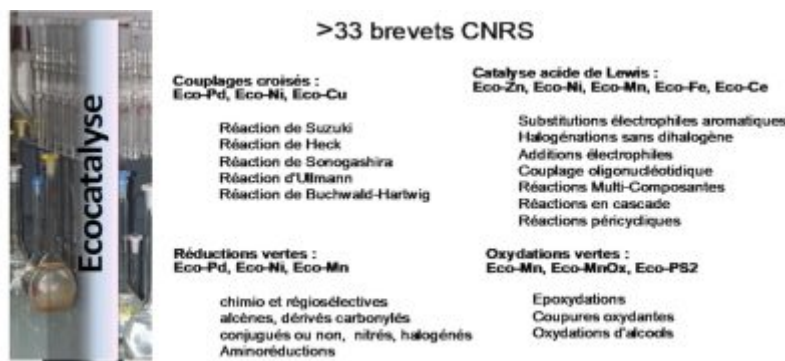 Ecocatalyse
>33 brevets CNRS
Couplages croisés :
Eco-Pd, Eco-Ni, Eco-Cu
Réaction de Suzuki
Réaction de Heck
Réaction de Sonogashira
Réaction d'Ullmann
Réaction de Buchwald-Hartwig
Catalyse acide de Lewis :
Eco-Zn, Eco-Ni, Eco-Mn, Eco-Fe, Eco-Ce
Substitutions électrophiles aromatiques
Halogénations sans dihalogène
Additions électrophiles
Couplage oligonucléotidique
Réactions Multi-Composantes
Réactions en cascade
Réactions péricycliques
Réductions vertes :
Eco-Pd, Eco-Ni, Eco-Mn
chimio et régiosélectives
alcènes, dérivés carbonylés
conjugués ou non, nitrés, halogénés
Aminoréductions
Oxydations vertes :
Eco-Mn, Eco-MnOx, Eco-PS2
Epoxydations
Coupures oxydantes
Oxydations d'alcools